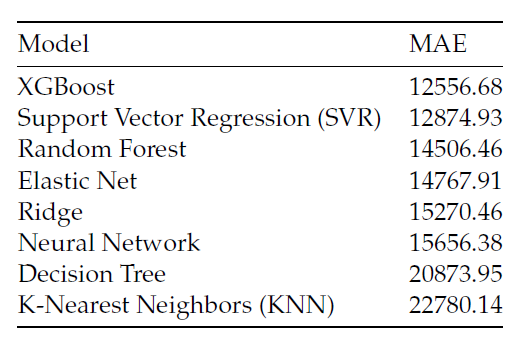 Model MAE
XGBoost 12556.68
Support Vector Regression (SVR) 12874.93
Random Forest 14506.46
Elastic Net 14767.91
Ridge 15270.46
Neural Network 15656.38
Decision Tree 20873.95
K-Nearest Neighbors (KNN) 22780.14